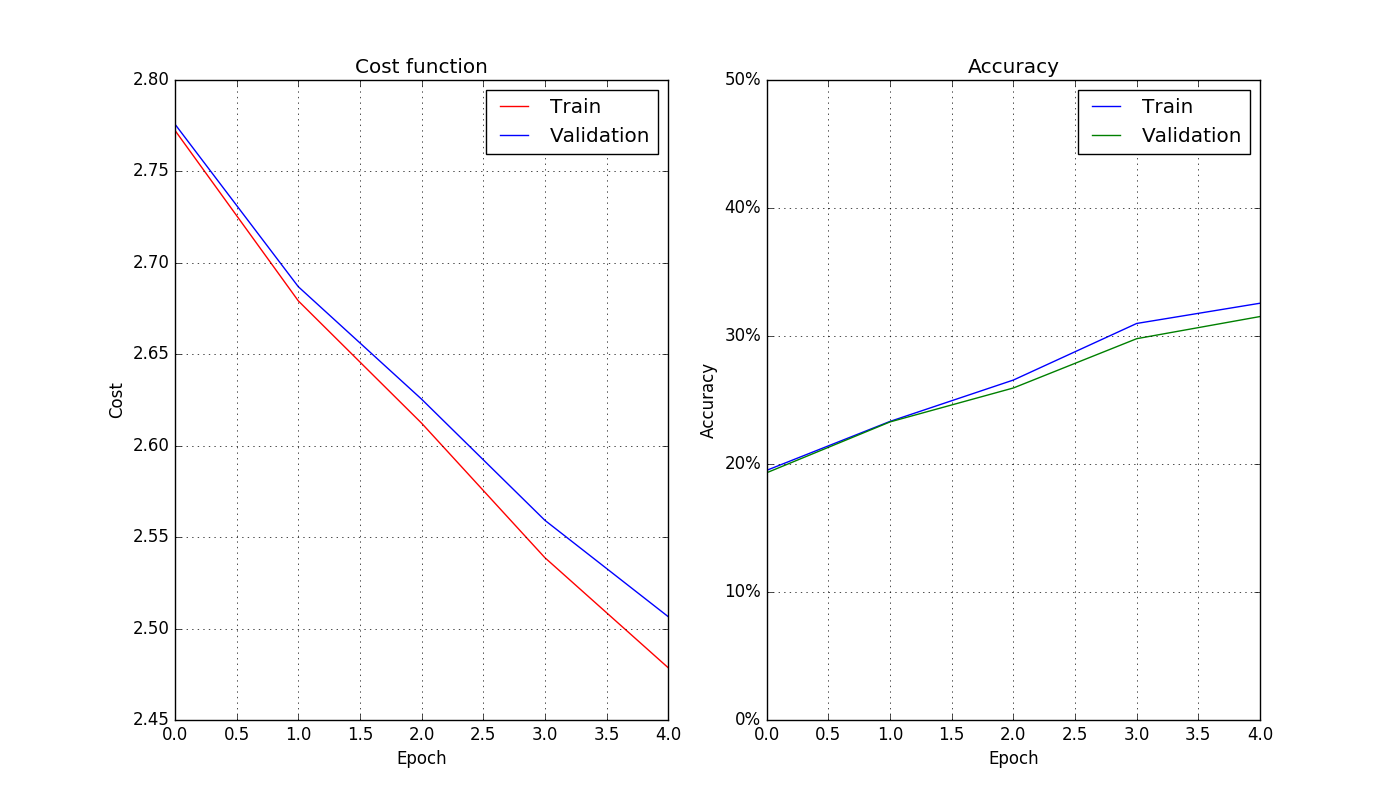 Cost function
2.80
2.75
2.70
2.65
2.60
2.55
2.50
2.45
Cost
0.0 0.5 1.0 1.5 2.0 2.5 3.0 3.5 4.0
Epoch
Train
Validation
Accuracy
50%
40%
30%
20%
10%
0%
Accuracy
0.0 0.5 1.0 1.5 2.0 2.5 3.0 3.5 4.0
Epoch
Train
Validation